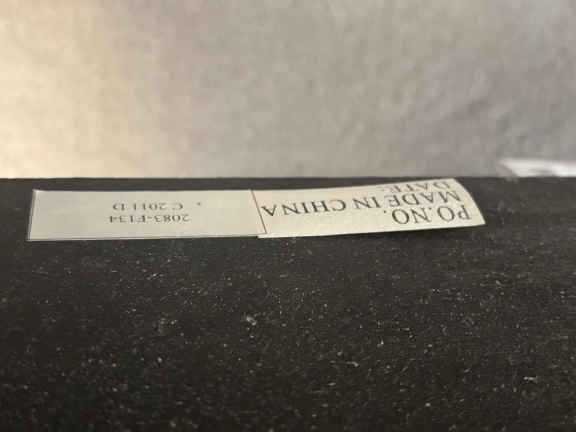 PO.NO.
MADE IN CHINA
DATE:
2083-F134
C 2011.D